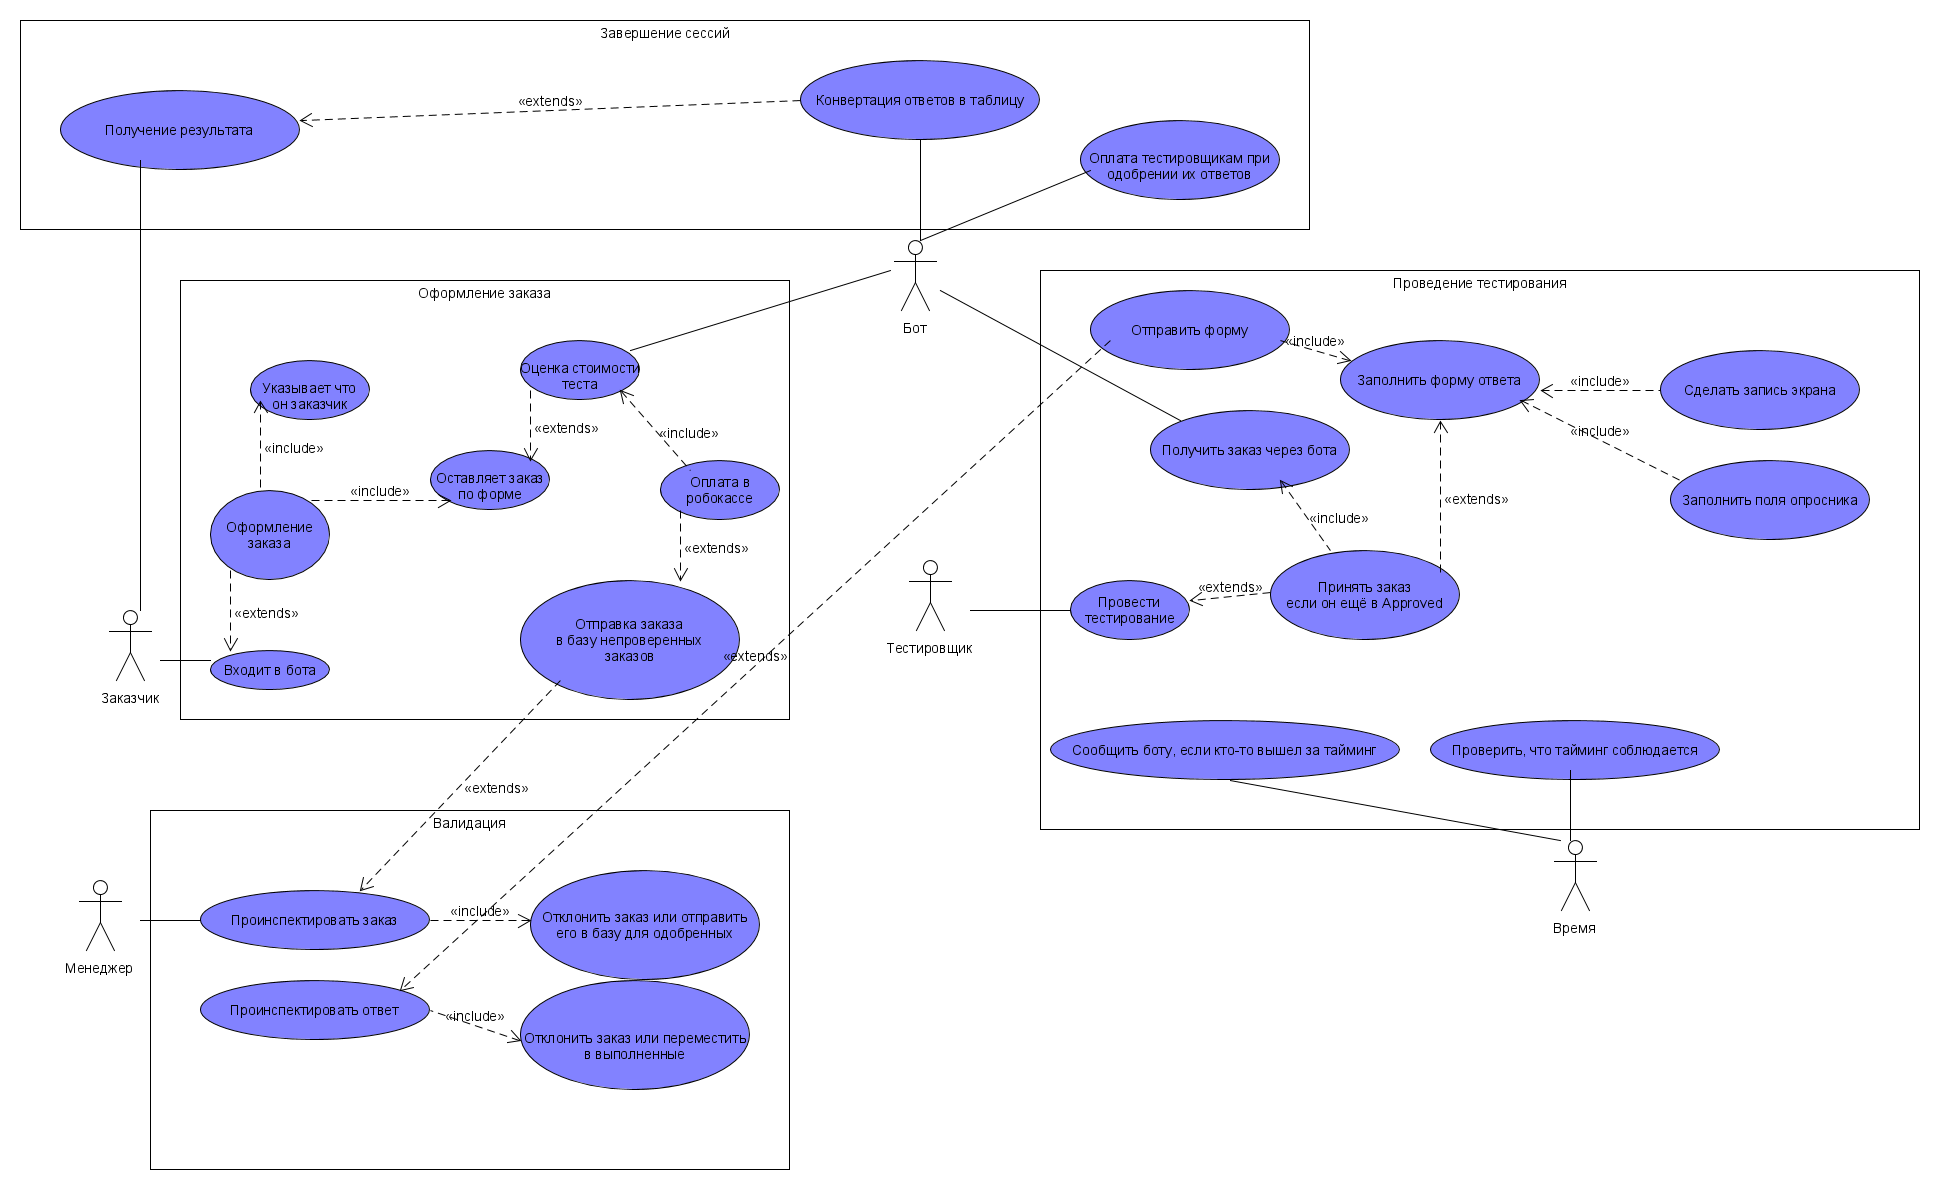 Завершение сессий
«extends»
Конвертация ответов в таблицу
Получение результата
Оплата тестировщикам при
одобрении их ответов
Бот
Оформление заказа
Оценка стоимости
теста
Указывает что
он заказчик
«extends»
«include»
«include»
Оставляет заказ
по форме
«include»
Оплата в
робокассе
Оформление
заказа
«extends»
«extends»
Отправка заказа
в базу непроверенных
заказов
Входит в бота
Заказчик
«extends»
«extends»
Проведение тестирования
Отправить форму
«include»
Заполнить форму ответа
«include»
Сделать запись экрана
«include»
Получить заказ через бота
Заполнить поля опросника
«extends»
«include»
Принять заказ
если он ещё в Approved
«extends»
Провести
тестирование
Тестировщик
Сообщить боту, если кто-то вышел за тайминг
Проверить, что тайминг соблюдается
Время
Валидация
Проинспектировать заказ
«include»
Отклонить заказ или отправить
его в базу для одобренных
Менеджер
Проинспектировать ответ
«include»
Отклонить заказ или переместить
в выполненные